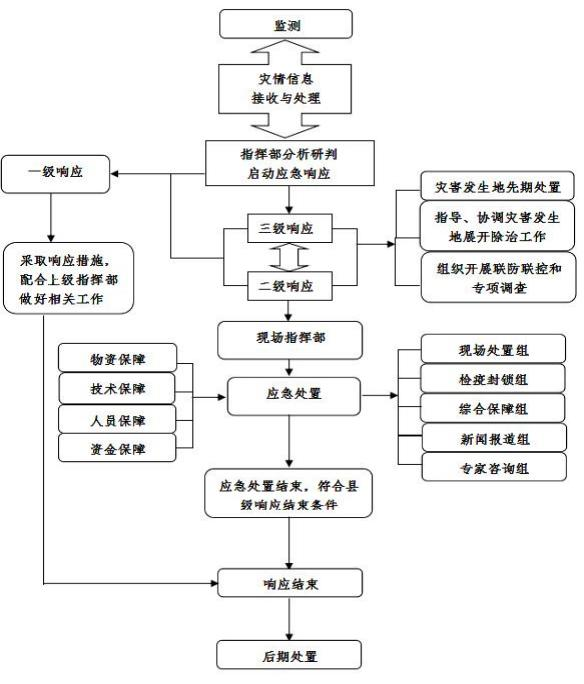 监测
灾情信息
接收与处理
指挥部分析研判
启动应急响应
一级响应
三级响应
二级响应
灾害发生地先期处置
指导、协调灾害发生
地展开除治工作
组织开展联防联控和
专项调查
采取响应措施,
配合上级指挥部
做好相关工作
现场指挥部
物资保障
技术保障
人员保障
资金保障
应急处置
现场处置组
检疫封锁组
综合保障组
新闻报道组
专家咨询组
应急处置结束，符合县
级响应结束条件
响应结束
后期处置